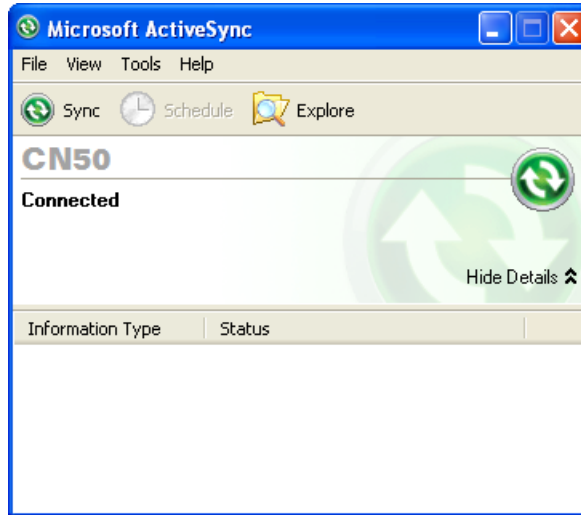 Microsoft ActiveSync
File View Tools Help
Sync Schedule Explore
CN50
Connected
Hide Details
Information Type Status